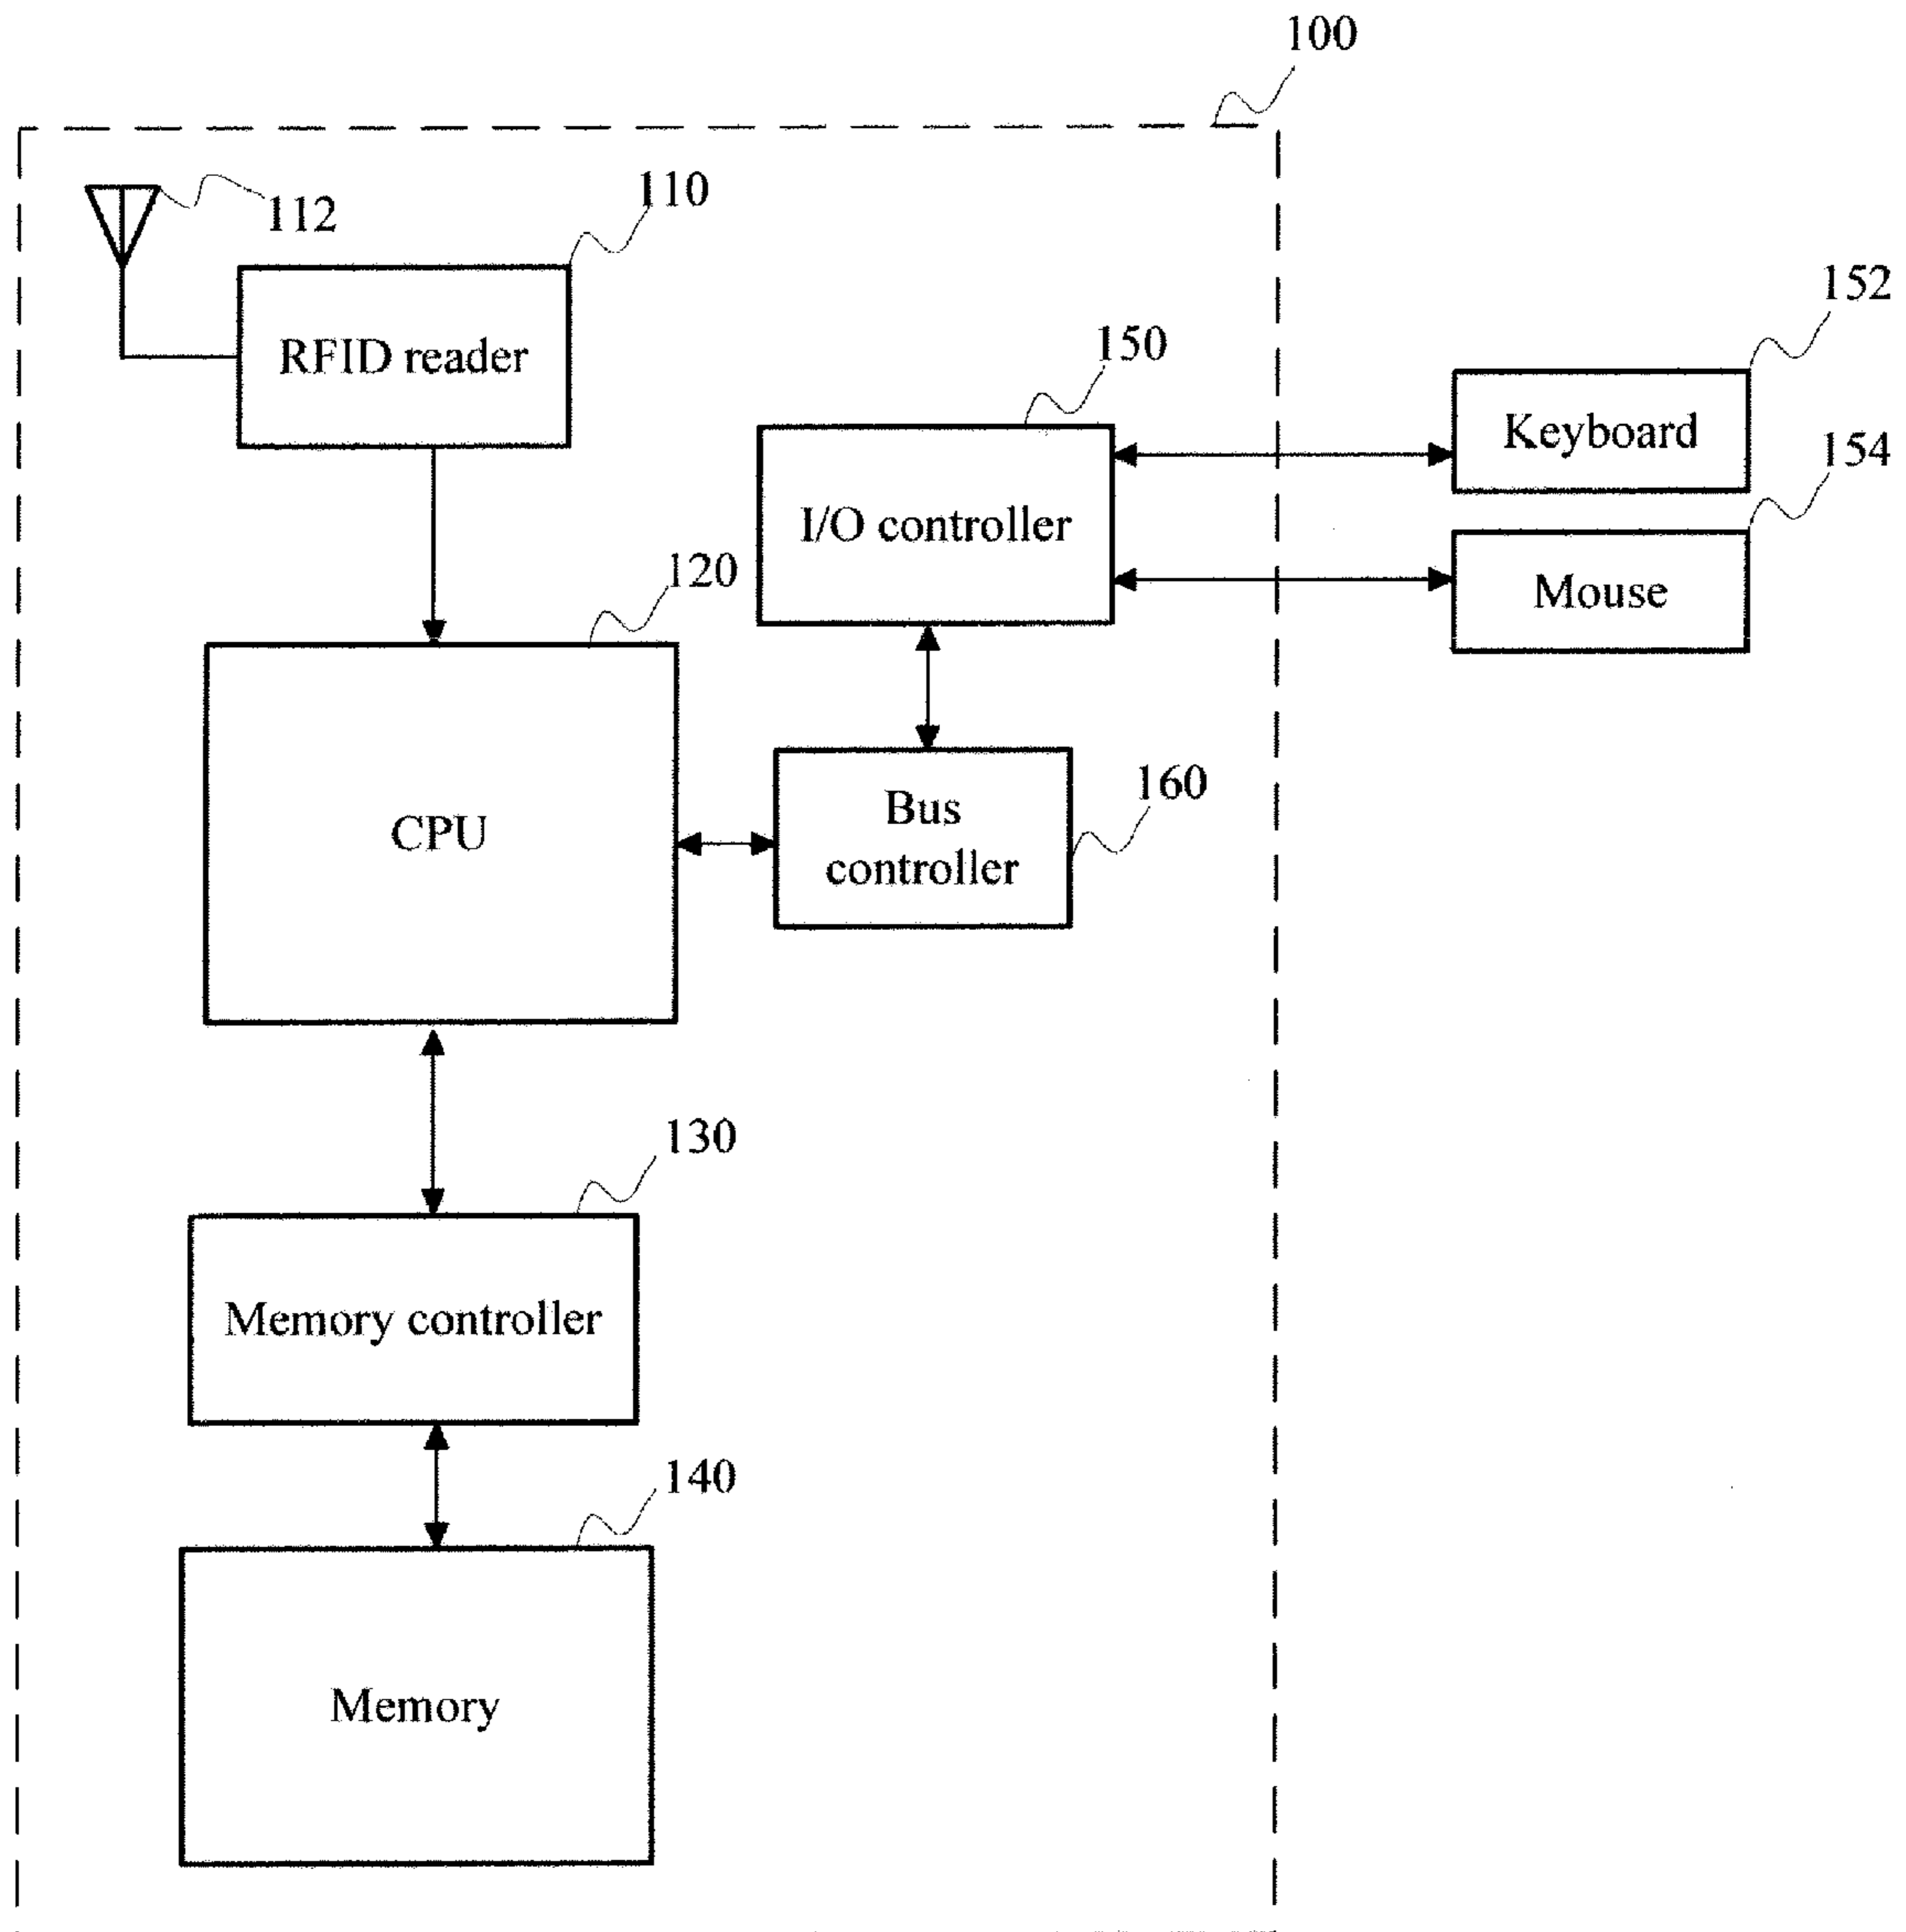 100
112
110
RFID reader
152
150
Keyboard
154
I/O controller
Mouse
120
CPU
Bus
controller
160
130
Memory controller
140
Memory